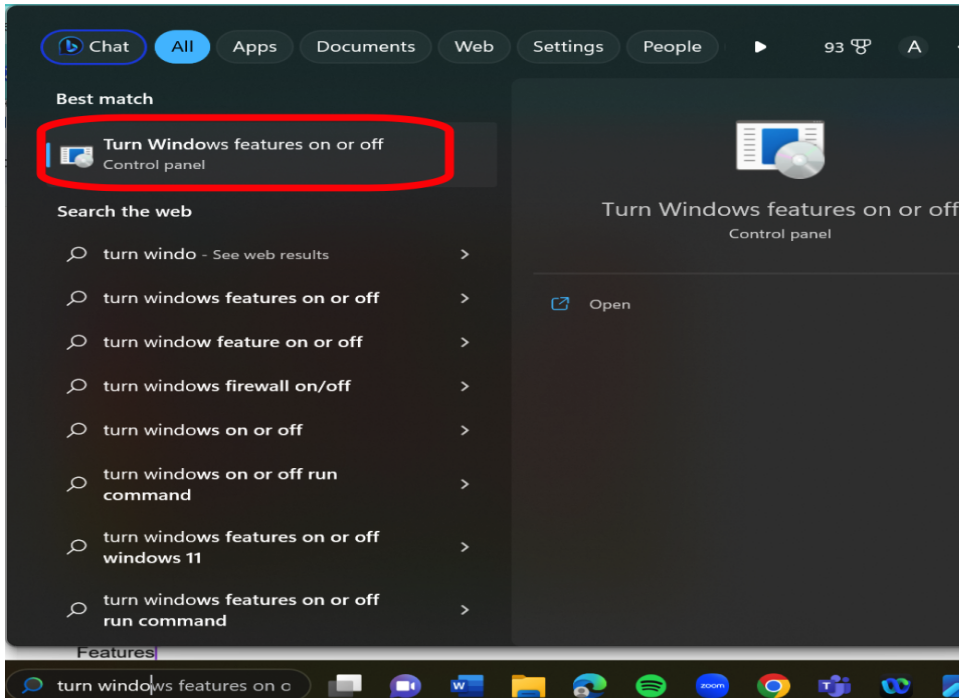 Chat All Apps Documents Web Settings People 93 A
Best match
Turn Windows features on or off
Control panel
Search the web
turn windo - See web results
turn windows features on or off
turn window feature on or off
turn windows firewall on/off
turn windows on or off
turn windows on or off run
command
turn windows features on or off
windows 11
turn windows features on or off
run command
Turn Windows features on or off
Control panel
Open
Features
turn windows features on o
W
zoom
T